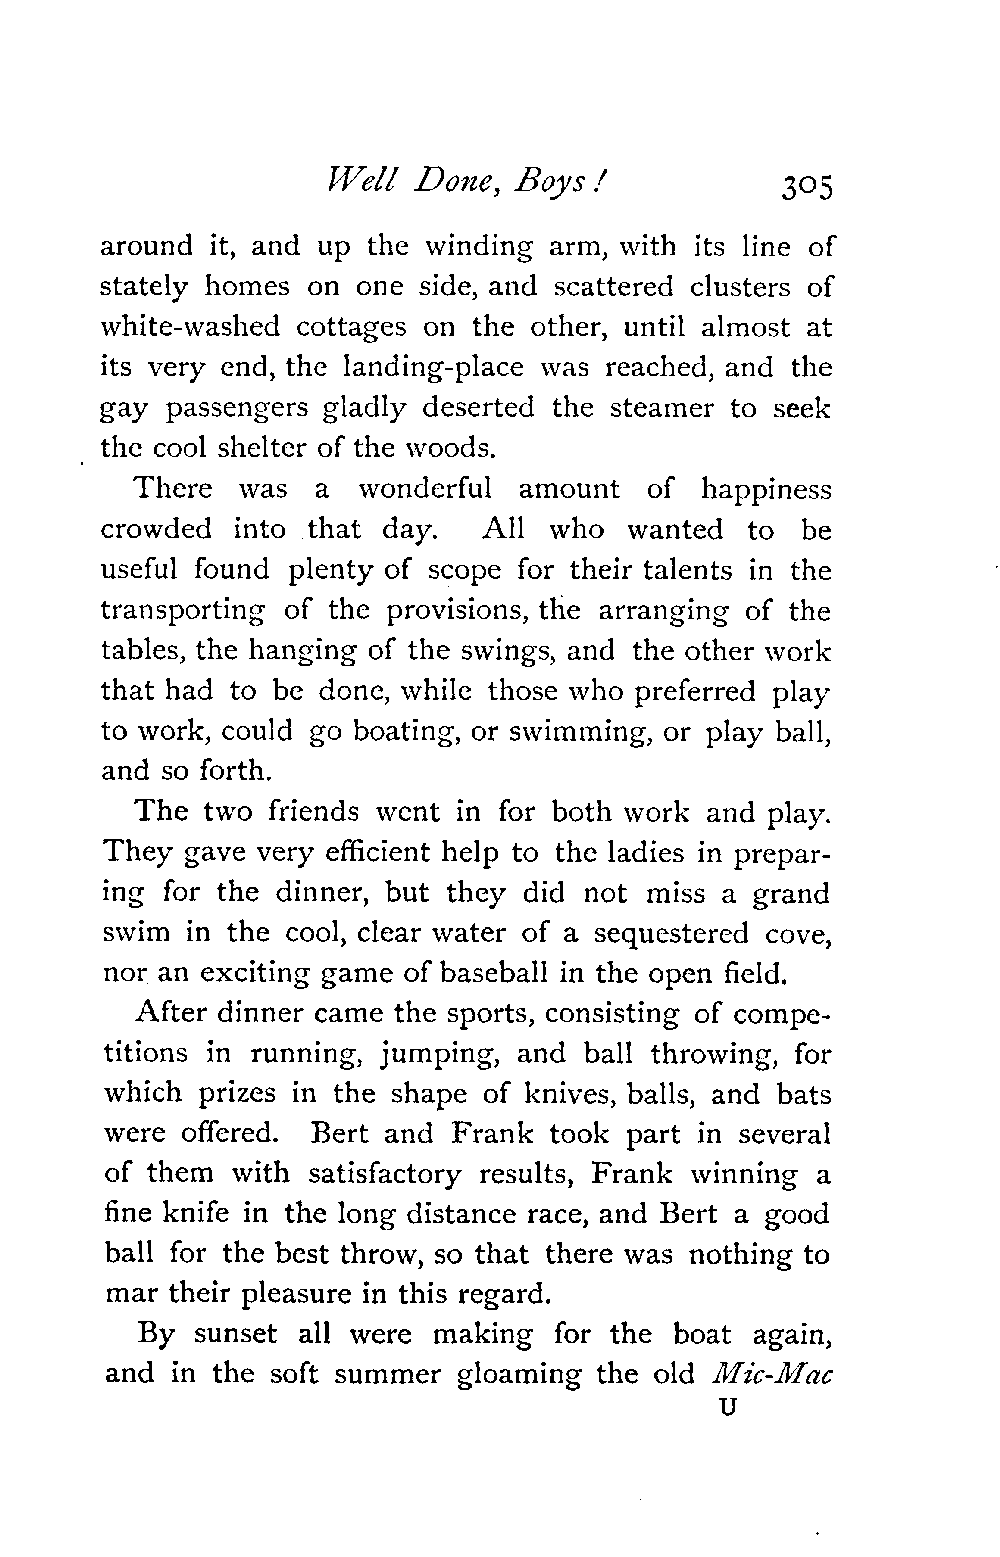 Well Done, Boys! 305
around it, and up the winding arm, with its line of
stately homes on one side, and scattered clusters of
white-washed cottages on the other, until almost at
its very end, the landing-place was reached, and the
gay passengers gladly deserted the steamer to seek
the cool shelter of the woods.
There was a wonderful amount of happiness
crowded into that day. All who wanted to be
useful found plenty of scope for their talents in the
transporting of the provisions, the arranging of the
tables, the hanging of the swings, and the other work
that had to be done, while those who preferred play
to work, could go boating, or swimming, or play ball,
and so forth.
The two friends went in for both work and play.
They gave very efficient help to the ladies in prepar-
ing for the dinner, but they did not miss a grand
swim in the cool, clear water of a sequestered cove,
nor an exciting game of baseball in the open field.
After dinner came the sports, consisting of compe-
titions in running, jumping, and ball throwing, for
which prizes in the shape of knives, balls, and bats
were offered. Bert and Frank took part in several
of them with satisfactory results, Frank winning a
fine knife in the long distance race, and Bert a good
ball for the best throw, so that there was nothing to
mar their pleasure in this regard.
By sunset all were making for the boat again,
and in the soft summer gloaming the old Mic-Mac
U